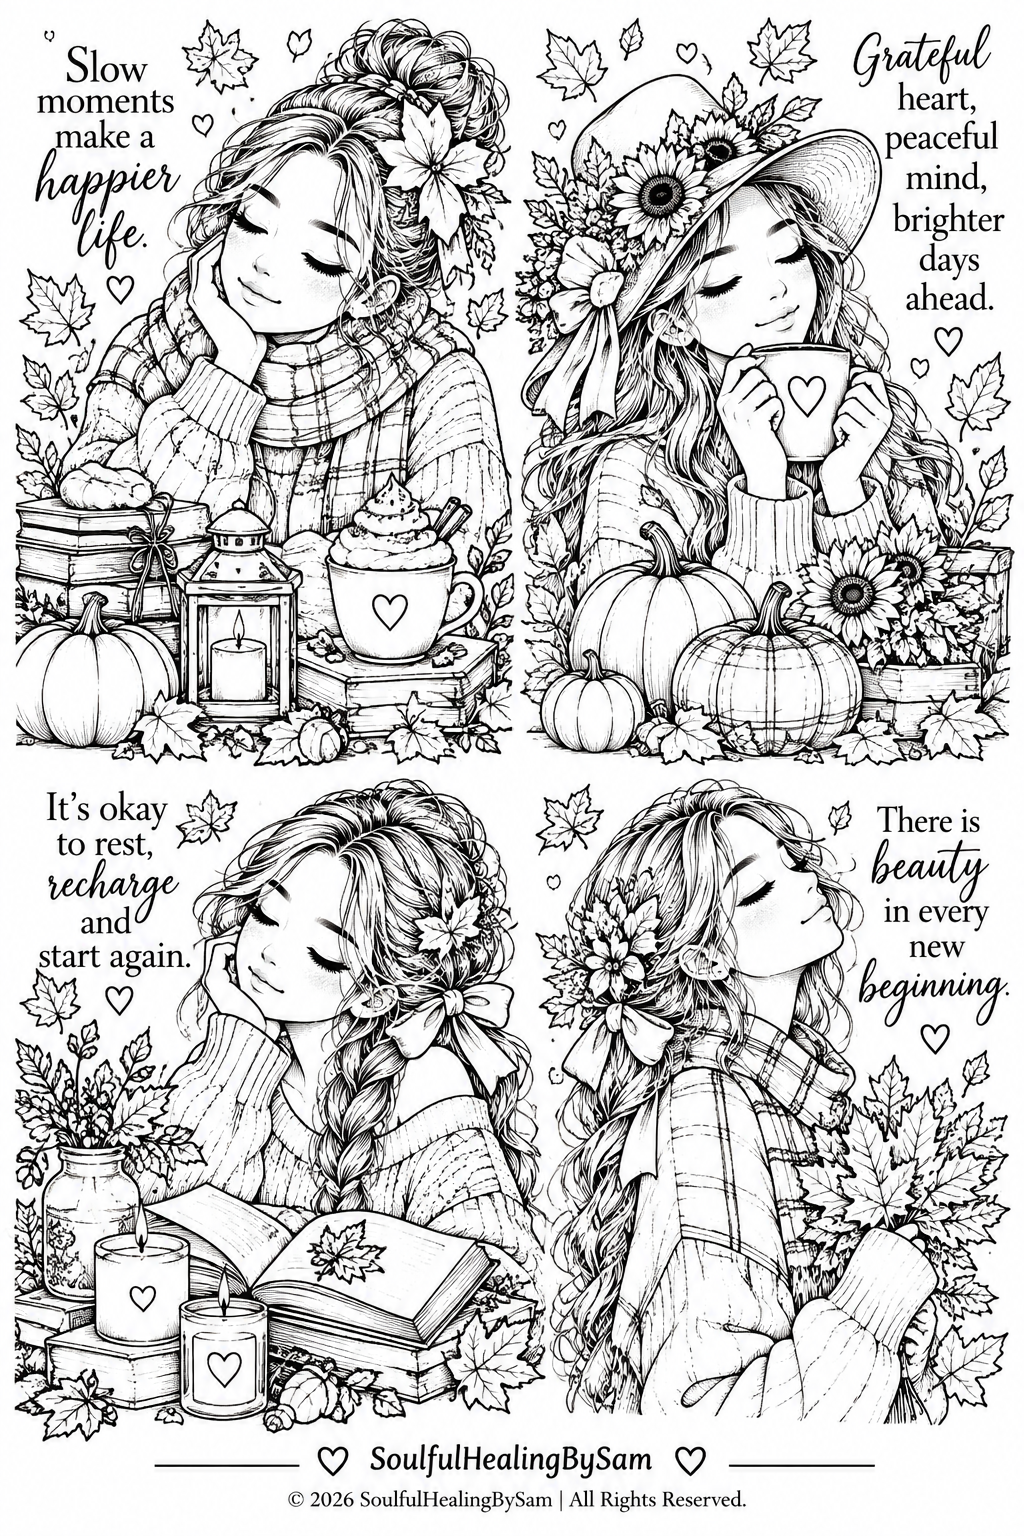 Slow
moments
make a
happier
life.
Grateful
heart,
peaceful
mind,
brighter
days
ahead.
It's okay
to rest,
recharge
and
start again.
There is
beauty
in every
new
beginning.
SoulfulHealingBySam
© 2026 SoulfulHealingBySam | All Rights Reserved.